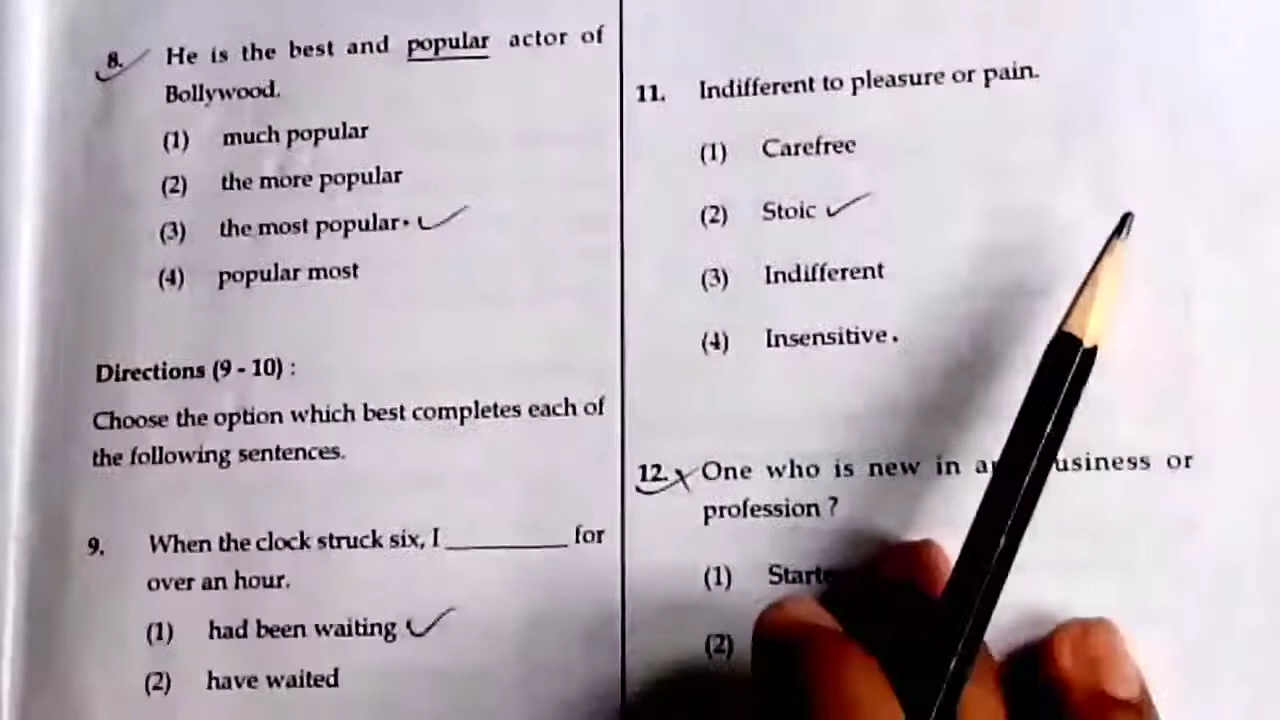 8. He is the best and popular actor of
Bollywood.
(1) much popular
(2) the more popular
(3) the most popular
(4) popular most
Directions (9 - 10) :
Choose the option which best completes each of
the following sentences.
9. When the clock struck six, I ________ for
over an hour.
(1) had been waiting
(2) have waited
11. Indifferent to pleasure or pain.
(1) Carefree
(2) Stoic
(3) Indifferent
(4) Insensitive.
12. One who is new in business or
profession ?
(1)
(2)